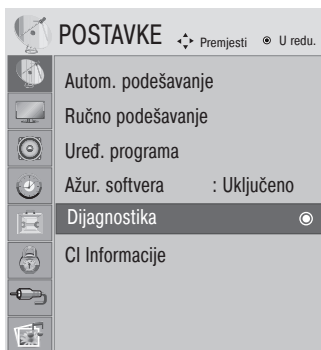 POSTAVKE Premjesti U redu.
Autom. podešavanje
Ručno podešavanje
Uređ. programa
Ažur. softvera : Uključeno
Dijagnostika
CI Informacije